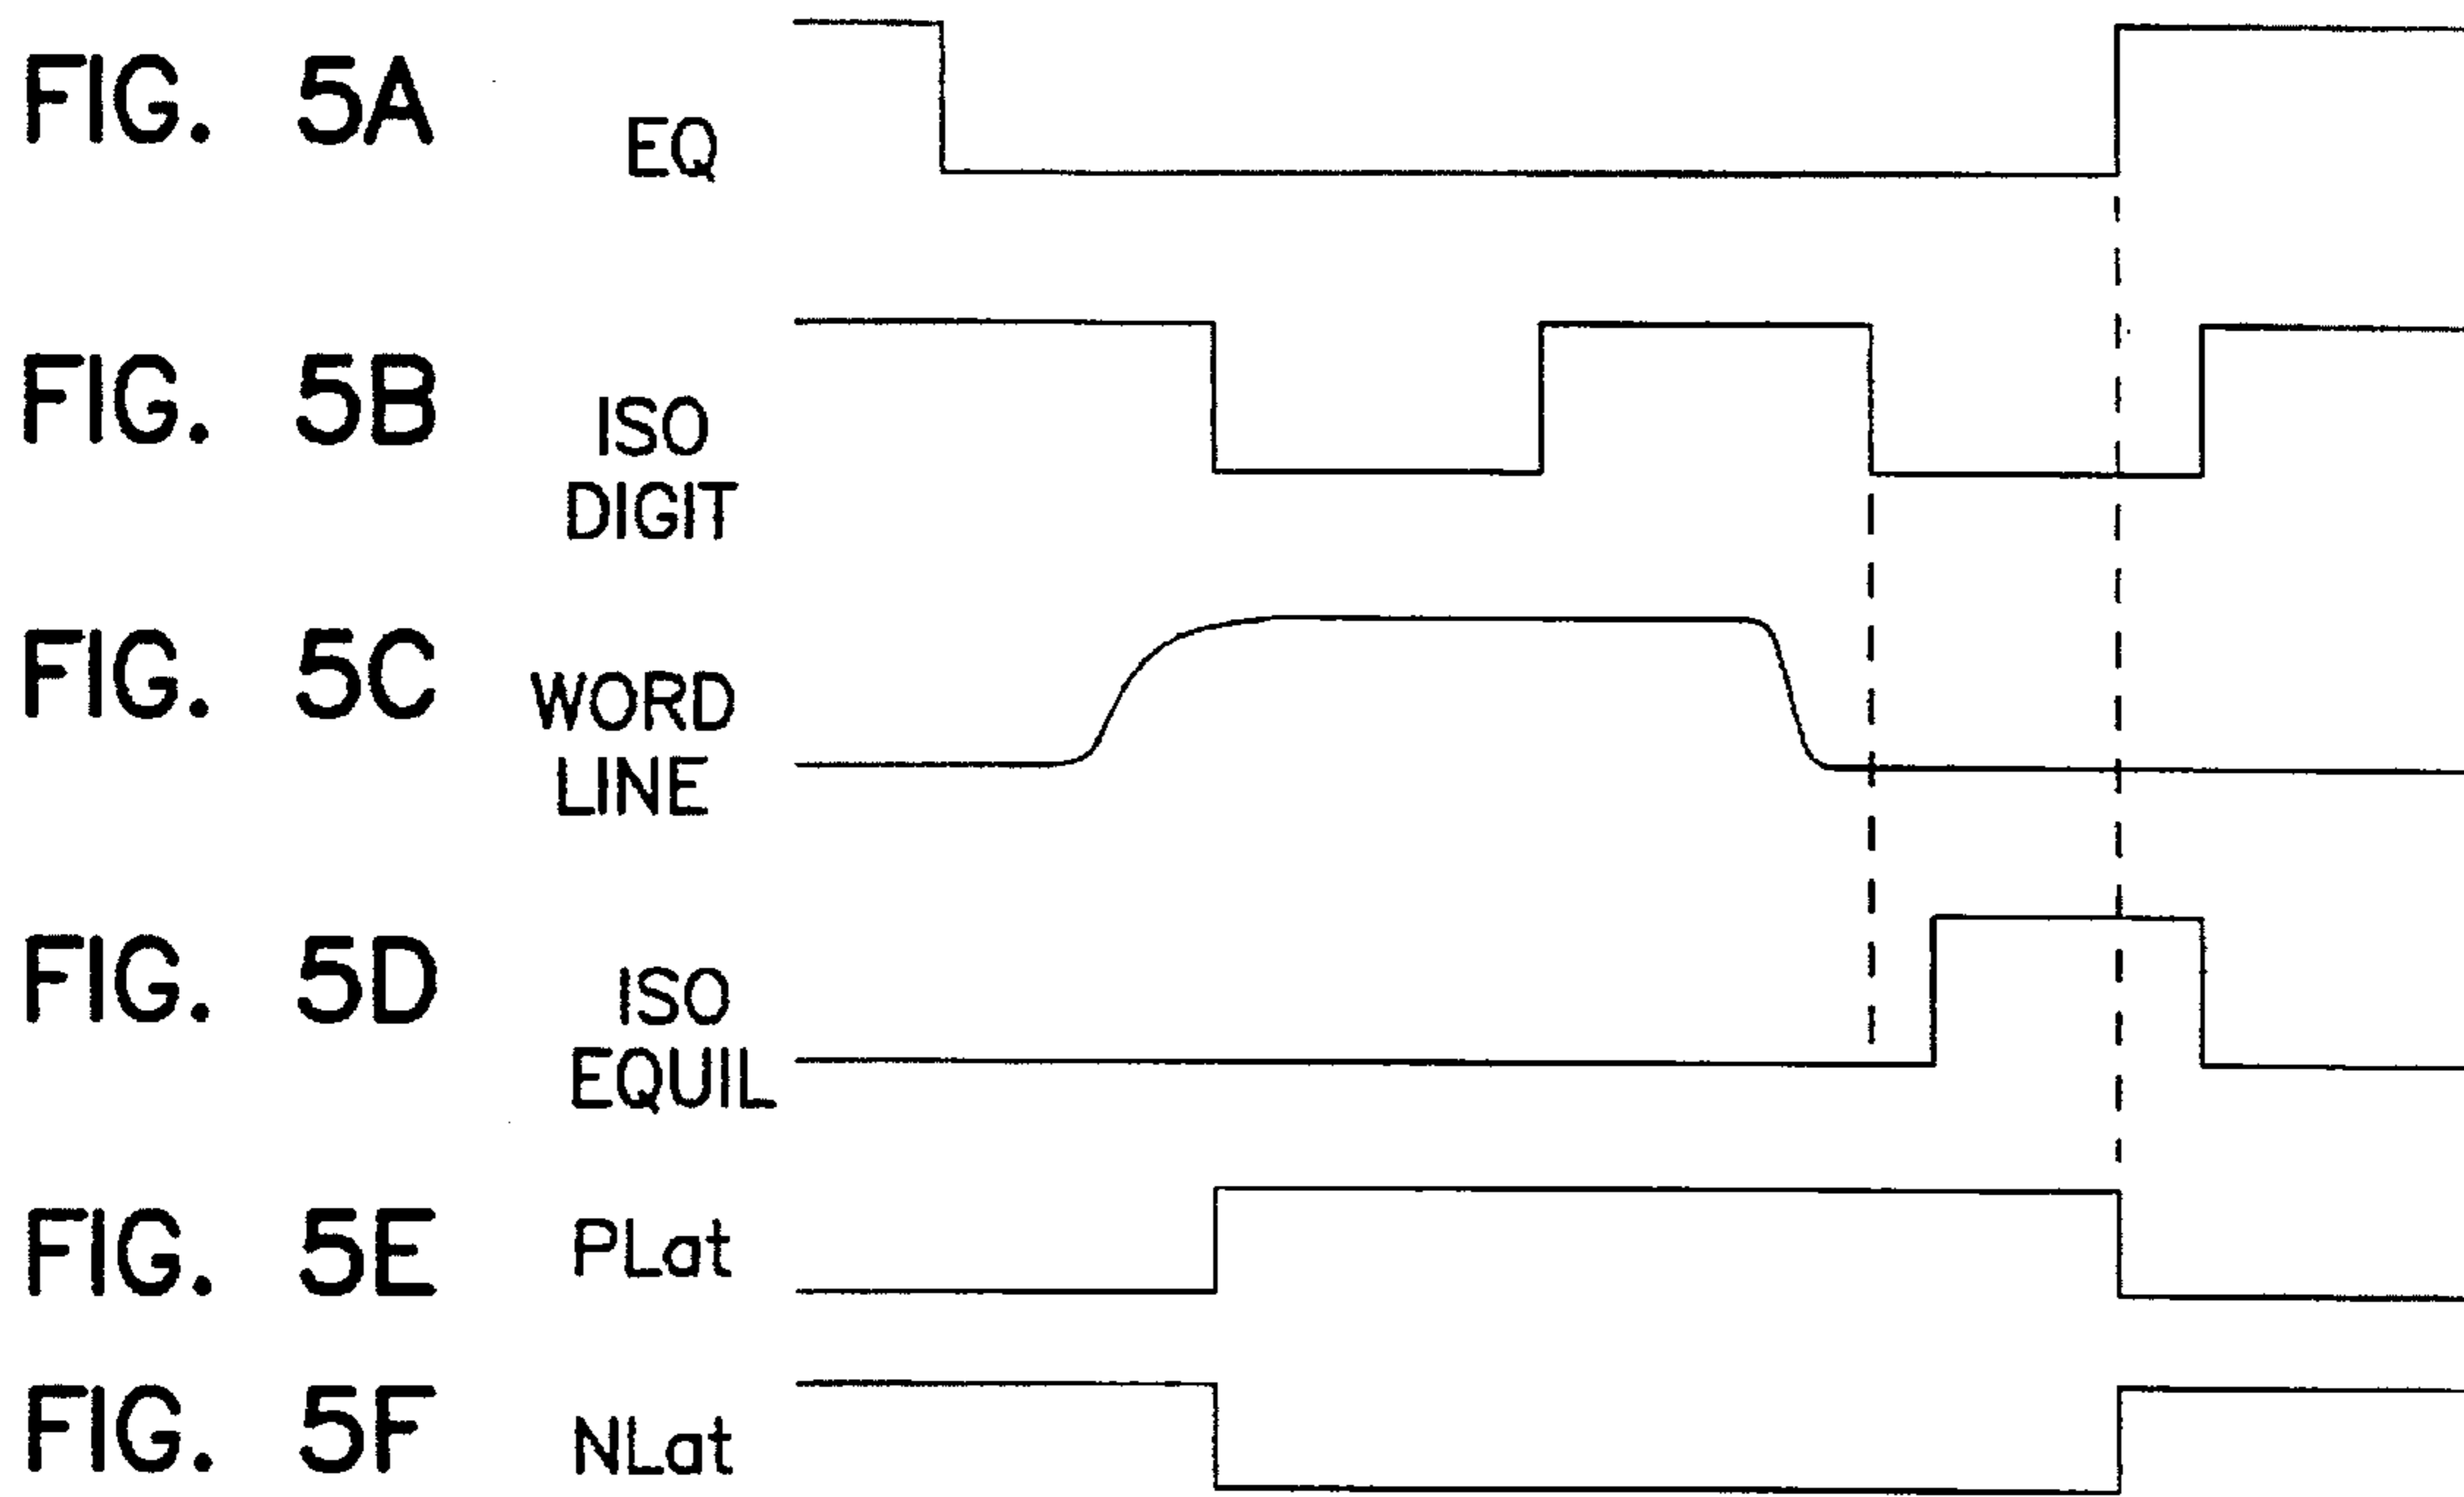 FIG. 5A EQ
FIG. 5B ISO
DIGIT
FIG. 5C WORD
LINE
FIG. 5D ISO
EQUIL
FIG. 5E PLat
FIG. 5F NLat